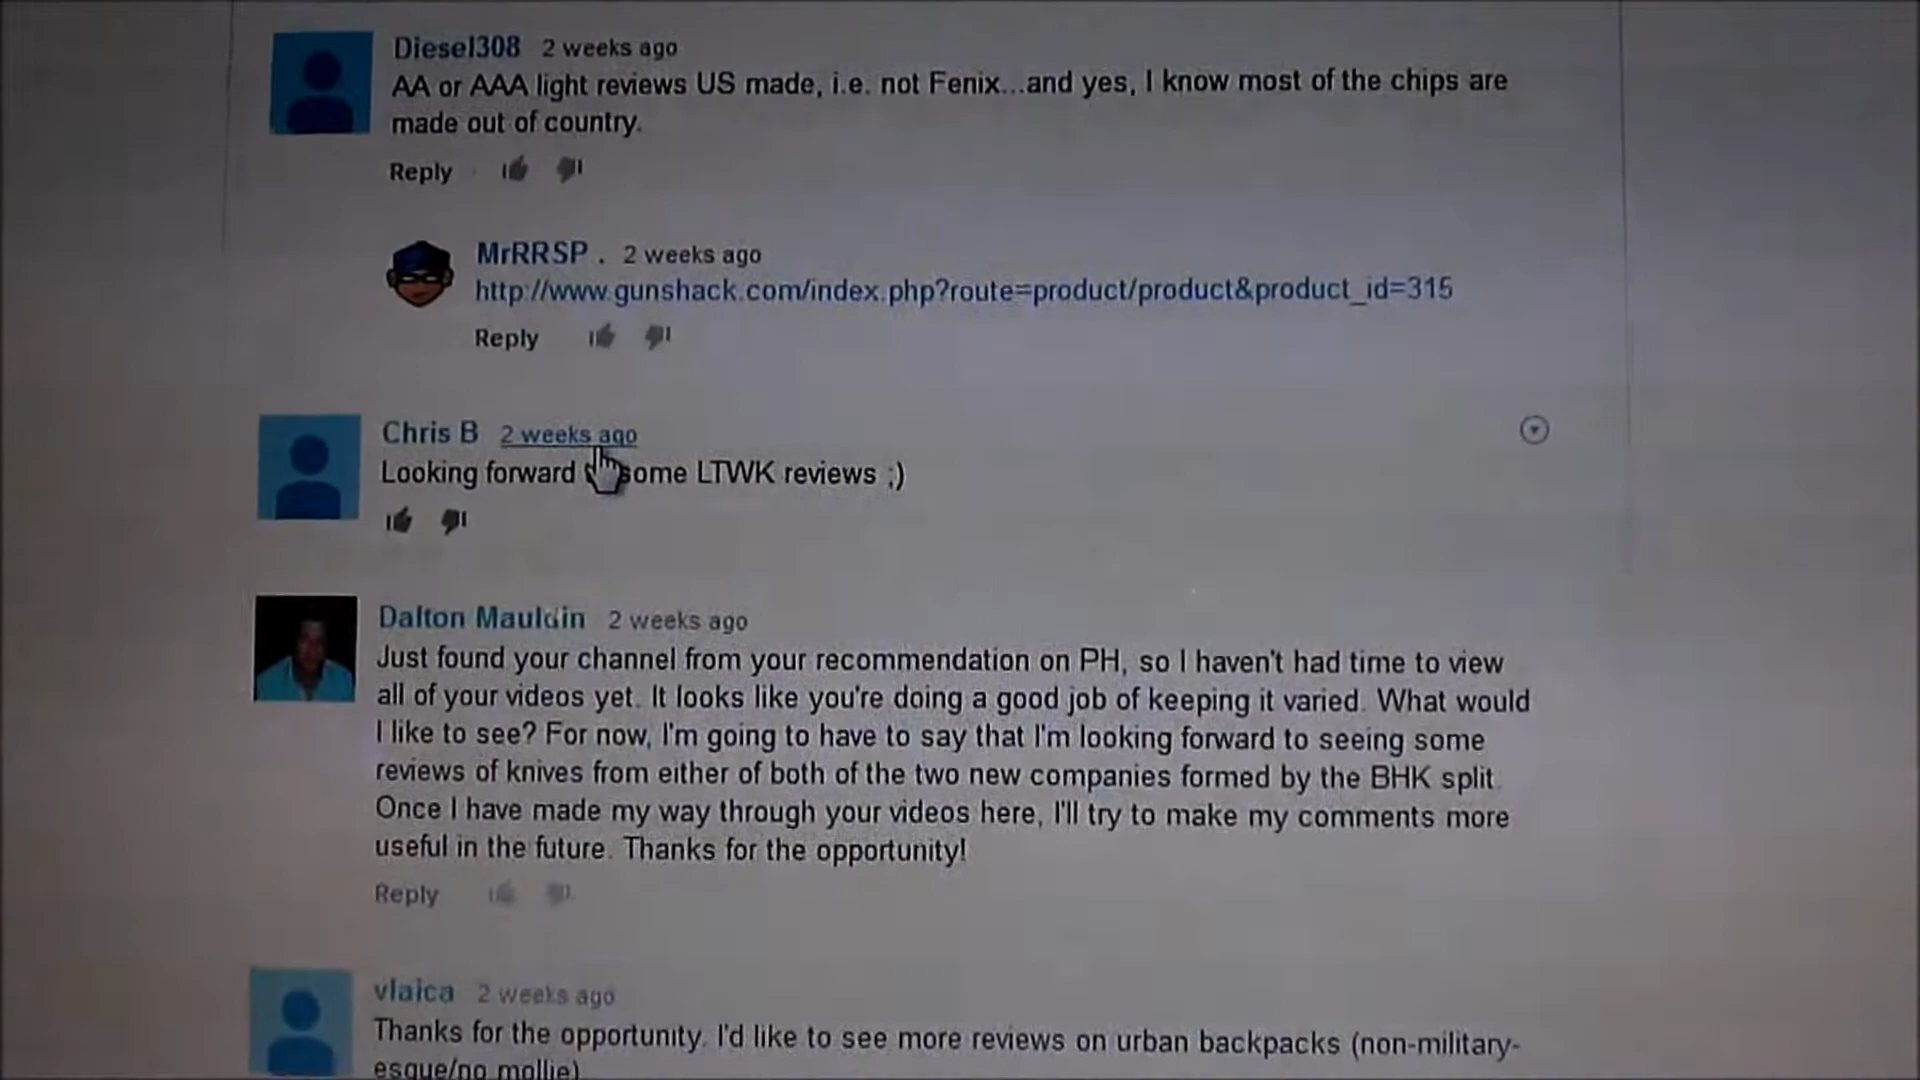 Diesel308 2 weeks ago
AA or AAA light reviews US made, i.e. not Fenix...and yes, I know most of the chips are
made out of country.
Reply
MrRRSP . 2 weeks ago
http://www.gunshack.com/index.php?route=product/product&product_id=315
Reply
Chris B 2 weeks ago
Looking forward some LTWK reviews ;)
Dalton Mauldin 2 weeks ago
Just found your channel from your recommendation on PH, so I haven't had time to view
all of your videos yet. It looks like you're doing a good job of keeping it varied. What would
I like to see? For now, I'm going to have to say that I'm looking forward to seeing some
reviews of knives from either of both of the two new companies formed by the BHK split.
Once I have made my way through your videos here, I'll try to make my comments more
useful in the future. Thanks for the opportunity!
Reply
vlaica 2 weeks ago
Thanks for the opportunity. I'd like to see more reviews on urban backpacks (non-military-
esque/no mollie)